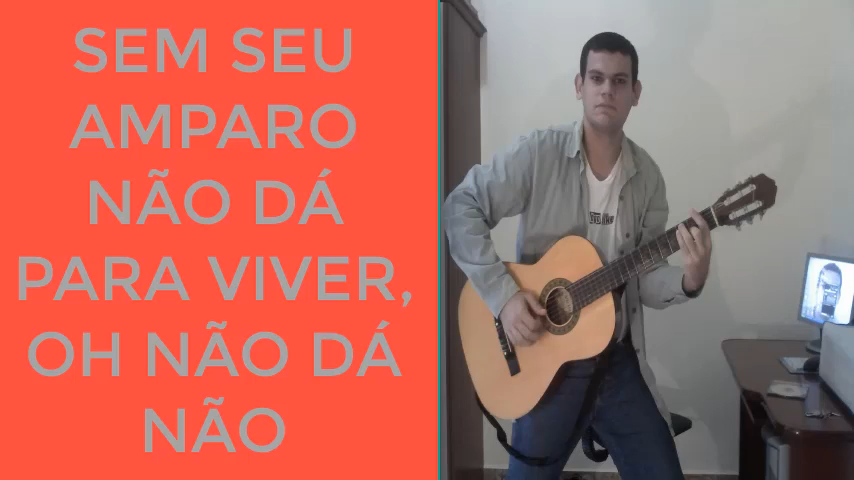 SEM SEU
AMPARO
NÃO DÁ
PARA VIVER,
OH NÃO DÁ
NÃO